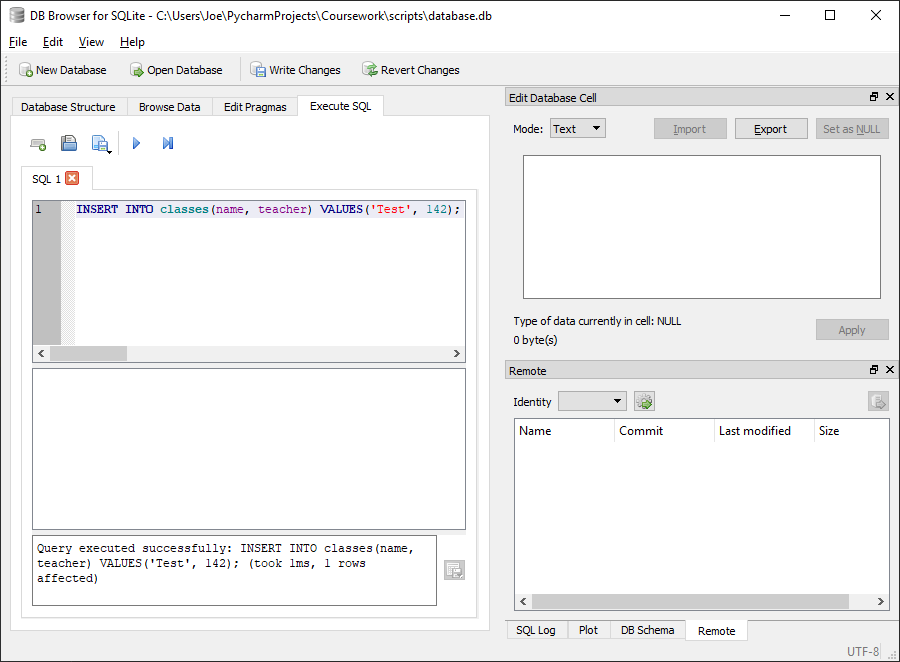 DB Browser for SQLite - C:\Users\Joe\PycharmProjects\Coursework\scripts\database.db
File Edit View Help
New Database Open Database Write Changes Revert Changes
Database Structure Browse Data Edit Pragmas Execute SQL
SQL 1
1 INSERT INTO classes(name, teacher) VALUES('Test', 142);
Query executed successfully: INSERT INTO classes(name,
teacher) VALUES('Test', 142); (took 1ms, 1 rows
affected)
Edit Database Cell
Mode: Text Import Export Set as NULL
Type of data currently in cell: NULL
0 byte(s)
Apply
Remote
Identity
Name Commit Last modified Size
SQL Log Plot DB Schema Remote
UTF-8